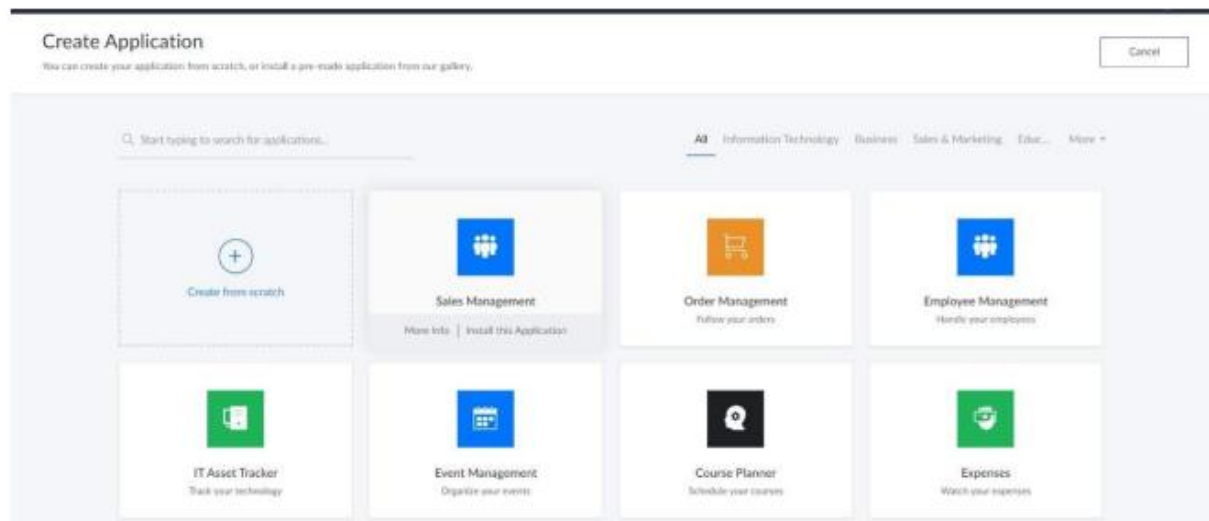 Create Application
Cancel
You can create your application from scratch, or install a pre-made application from our gallery.
Start typing to search for applications...
All Information Technology Business Sales & Marketing Educ... More
Create from scratch
Sales Management
More Info | Install this Application
Order Management
Follow your orders
Employee Management
Handle your employees
IT Asset Tracker
Track your technology
Event Management
Organize your events
Course Planner
Schedule your courses
Expenses
Watch your expenses